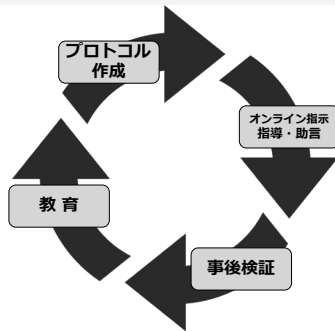 プロトコル
作成
オンライン指示
指導・助言
事後検証
教 育